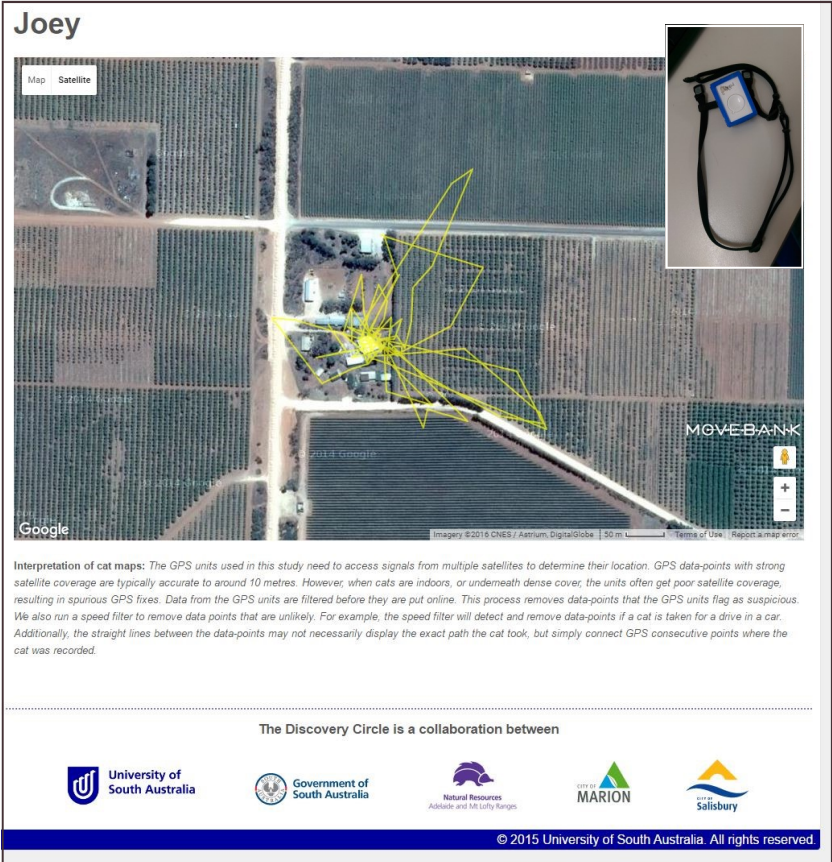 Joey
Map Satellite
© 2014 Google
MOVEBANK
Google
Imagery ©2016 CNES / Astrium, DigitalGlobe 50 m Terms of Use Report a map error
Interpretation of cat maps: The GPS units used in this study need to access signals from multiple satellites to determine their location. GPS data-points with strong
satellite coverage are typically accurate to around 10 metres. However, when cats are indoors, or underneath dense cover, the units often get poor satellite coverage,
resulting in spurious GPS fixes. Data from the GPS units are filtered before they are put online. This process removes data-points that the GPS units flag as suspicious.
We also run a speed filter to remove data points that are unlikely. For example, the speed filter will detect and remove data-points if a cat is taken for a drive in a car.
Additionally, the straight lines between the data-points may not necessarily display the exact path the cat took, but simply connect GPS consecutive points where the
cat was recorded.
The Discovery Circle is a collaboration between
University of
South Australia
Government of
South Australia
Natural Resources
Adelaide and Mt Lofty Ranges
CITY OF
MARION
CITY OF
Salisbury
© 2015 University of South Australia. All rights reserved.